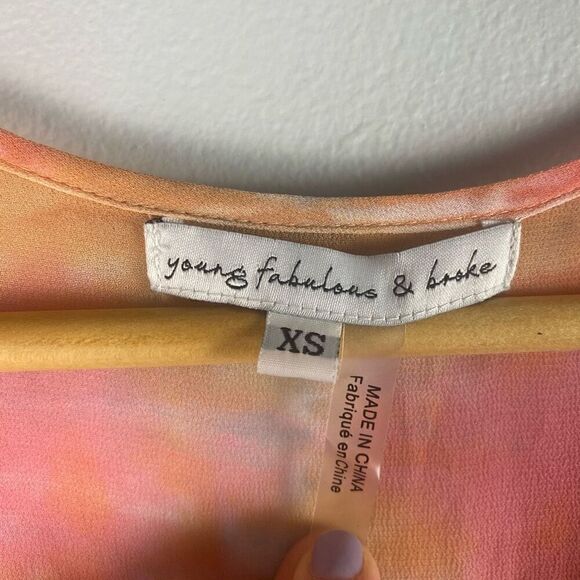 young fabulous & broke
XS
MADE IN CHINA
Fabriqué en Chine